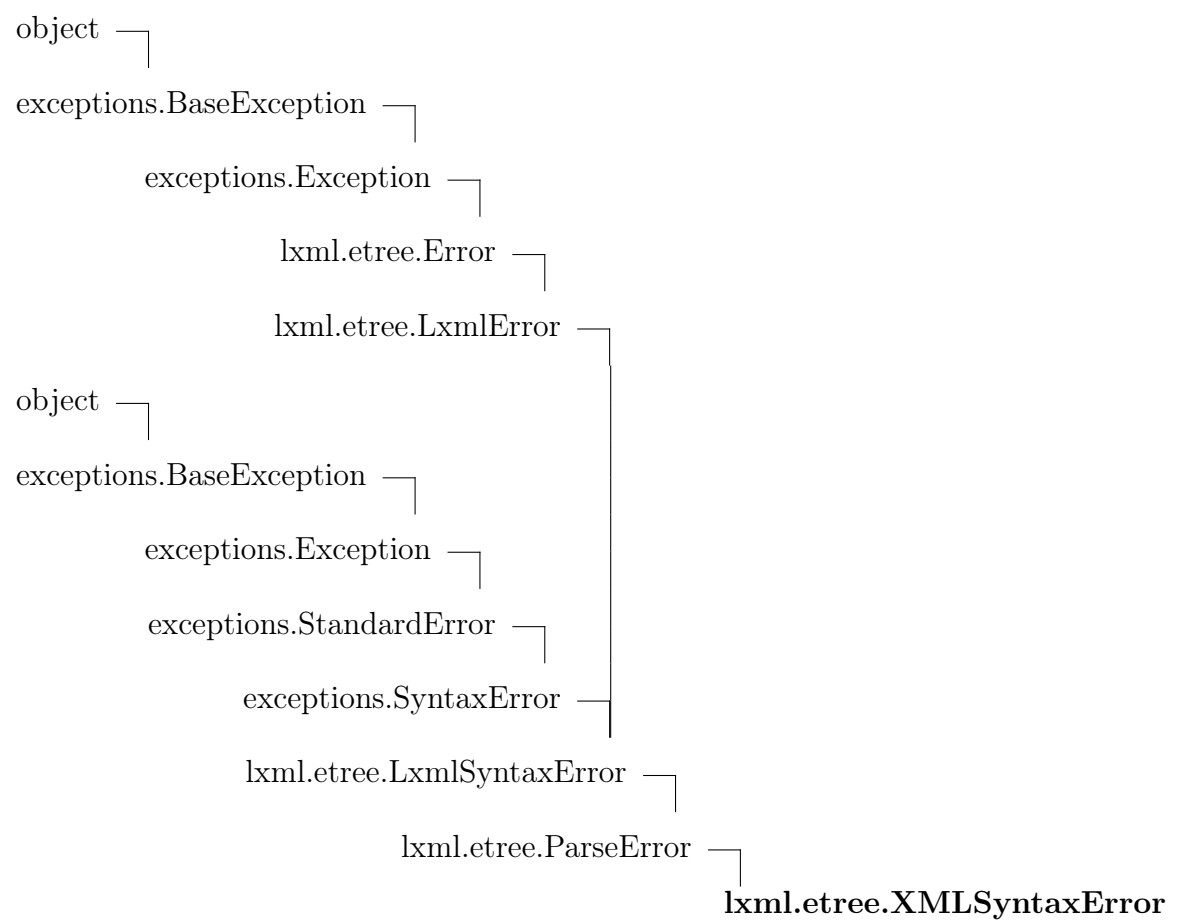 object
exceptions.BaseException
exceptions.Exception
lxml.etree.Error
lxml.etree.LxmlError
object
exceptions.BaseException
exceptions.Exception
exceptions.StandardError
exceptions.SyntaxError
lxml.etree.LxmlSyntaxError
lxml.etree.ParseError
lxml.etree.XMLSyntaxError